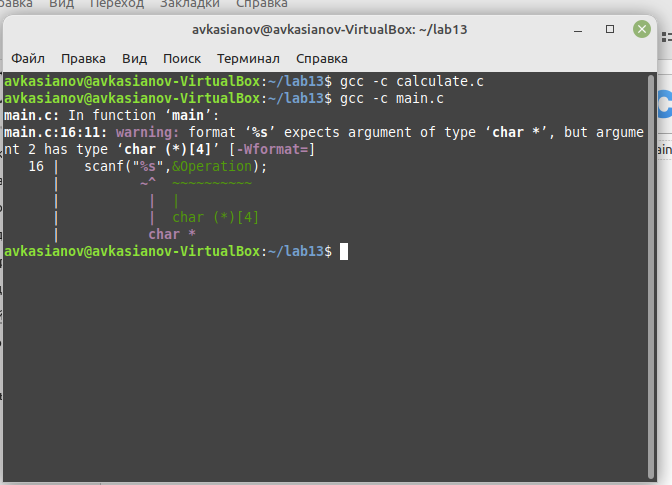 равка Вид Переход Закладки Справка
avkasianov@avkasianov-VirtualBox: ~/lab13
Файл Правка Вид Поиск Терминал Справка
avkasianov@avkasianov-VirtualBox:~/lab13$ gcc -c calculate.c
avkasianov@avkasianov-VirtualBox:~/lab13$ gcc -c main.c
main.c: In function ‘main’:
main.c:16:11: warning: format ‘%s’ expects argument of type ‘char *’, but argume
nt 2 has type ‘char (*)[4]’ [-Wformat=]
16 | scanf("%s",&Operation);
| ~^ ~~~~~~~~~~
| | |
| | char (*)[4]
| char *
avkasianov@avkasianov-VirtualBox:~/lab13$